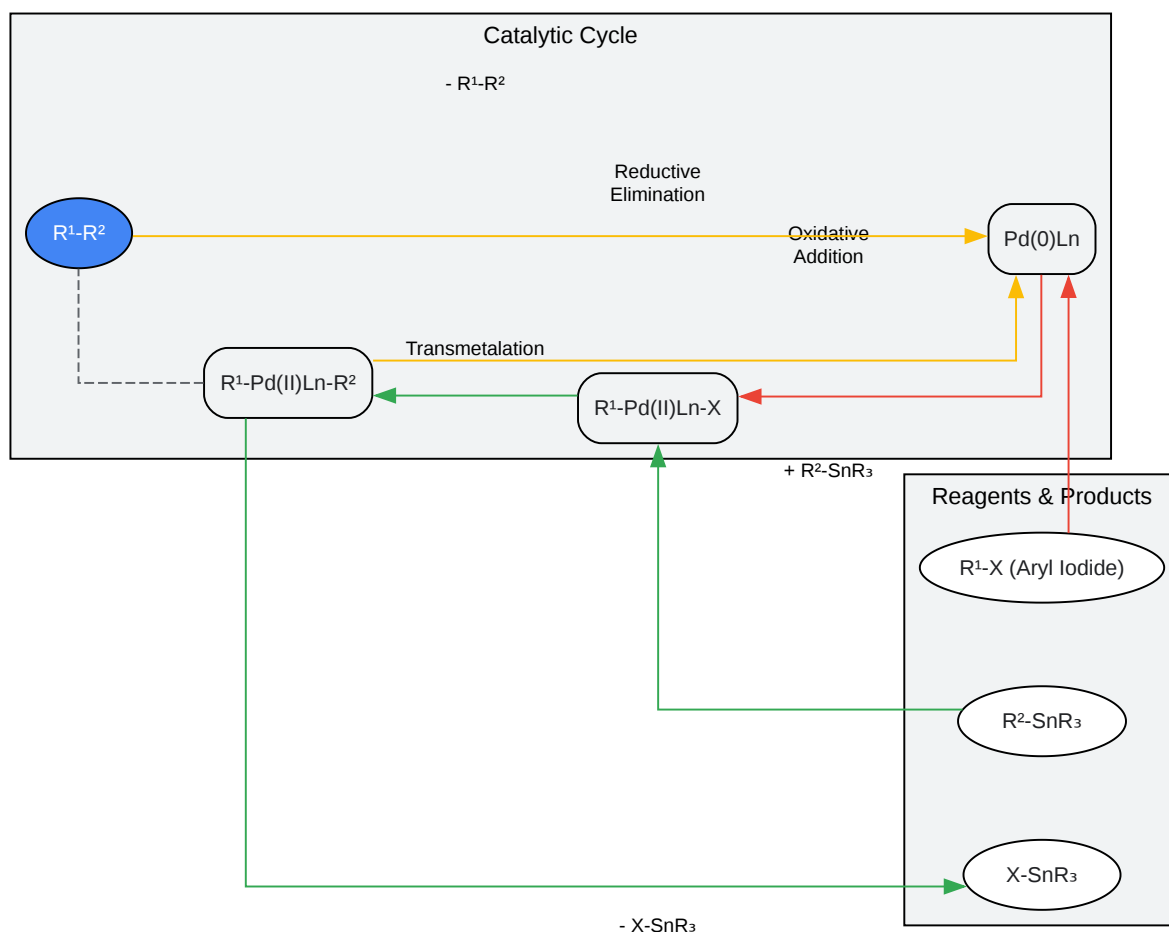 Catalytic Cycle
- R¹-R²
Reductive
Elimination
R¹-R²
Oxidative
Addition
Pd(0)Ln
Transmetalation
R¹-Pd(II)Ln-R²
R¹-Pd(II)Ln-X
+ R²-SnR₃
Reagents & Products
R¹-X (Aryl Iodide)
R²-SnR₃
X-SnR₃
- X-SnR₃